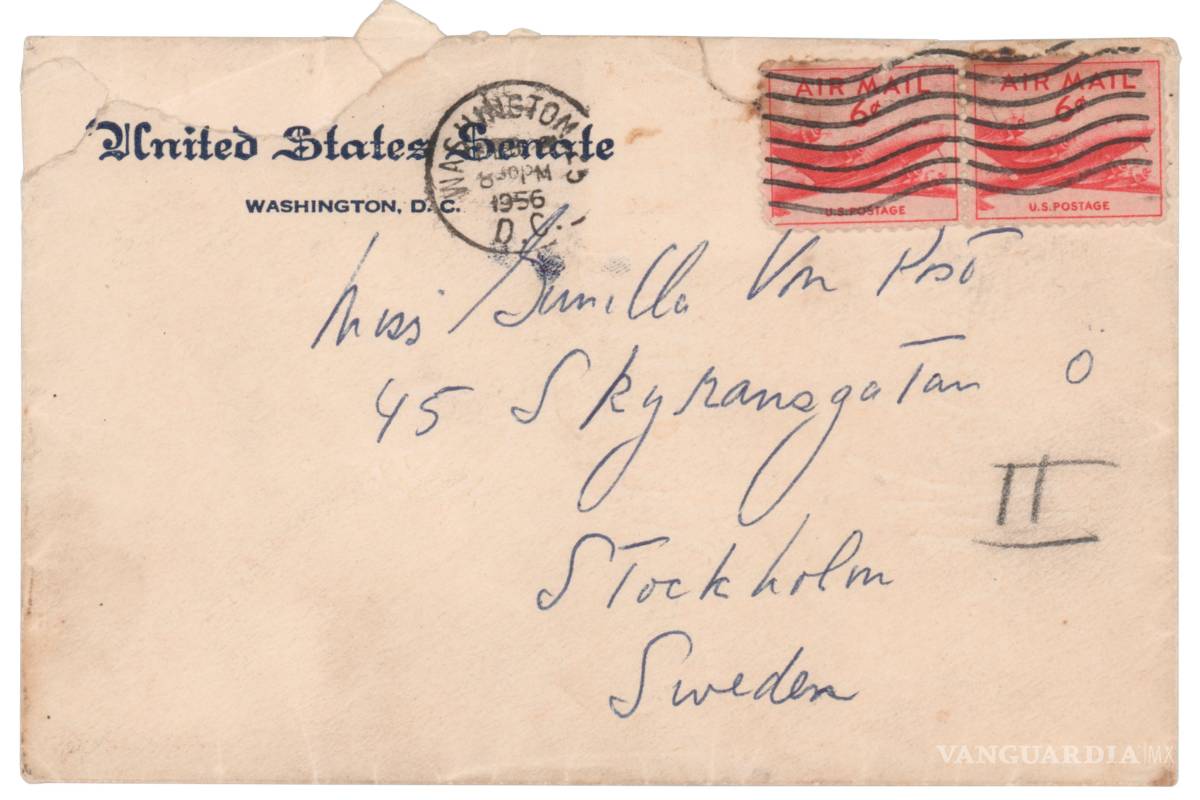 United States Senate
WASHINGTON, D. C.
WASHINGTON
8 30 PM
1956
D.C.
AIR MAIL
6¢
U.S. POSTAGE
AIR MAIL
6¢
U.S. POSTAGE
Miss Gunilla Von Post
45 Skyransgatan Ö
II
Stockholm
Sweden
VANGUARDIA|MX